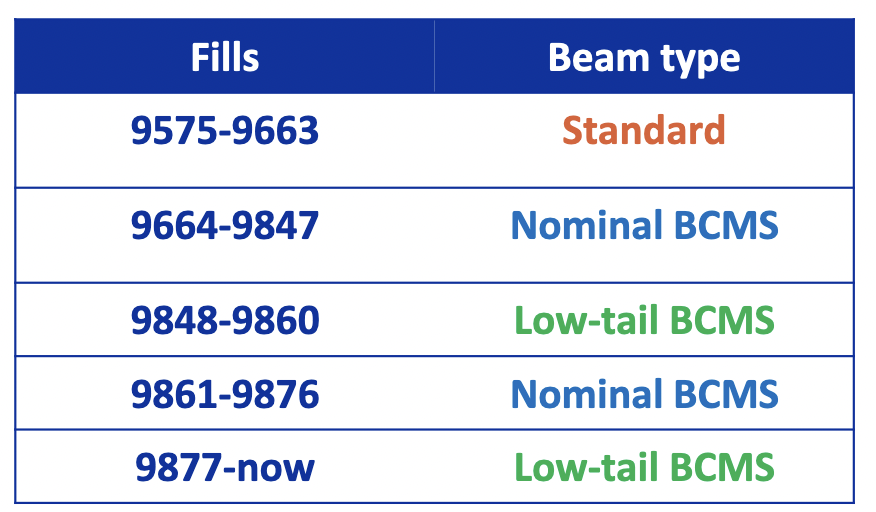 Fills Beam type
9575-9663 Standard
9664-9847 Nominal BCMS
9848-9860 Low-tail BCMS
9861-9876 Nominal BCMS
9877-now Low-tail BCMS